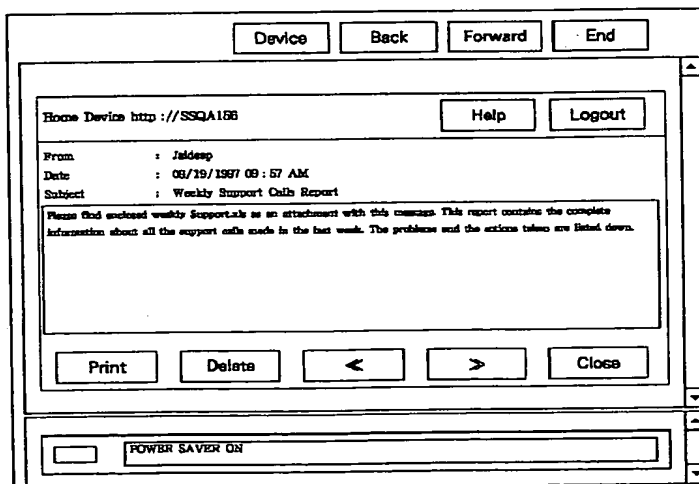 Device Back Forward End
Home Device http://SSQA156 Help Logout
From : Jaideep
Date : 09/19/1997 09:57 AM
Subject : Weekly Support Calls Report
Please find enclosed weekly Support.xls as an attachment with this message. This report contains the complete
information about all the support calls made in the last week. The problems and the actions taken are listed down.
Print Delete < > Close
POWER SAVER ON